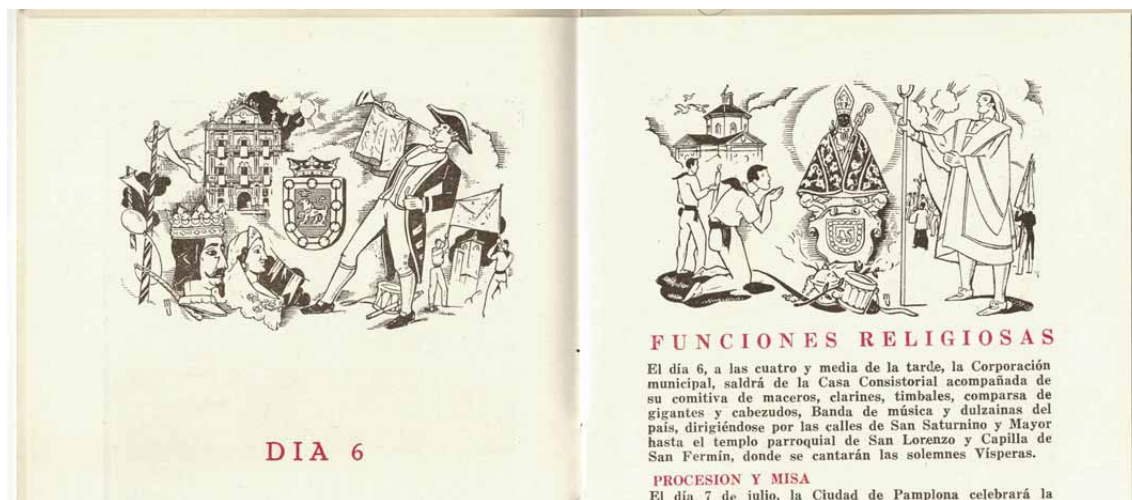 DIA 6
FUNCIONES RELIGIOSAS
El día 6, a las cuatro y media de la tarde, la Corporación
municipal, saldrá de la Casa Consistorial acompañada de
su comitiva de maceros, clarines, timbales, comparsa de
gigantes y cabezudos, Banda de música y dulzainas del
país, dirigiéndose por las calles de San Saturnino y Mayor
hasta el templo parroquial de San Lorenzo y Capilla de
San Fermín, donde se cantarán las solemnes Vísperas.
PROCESION Y MISA
El día 7 de julio, la Ciudad de Pamplona celebrará la